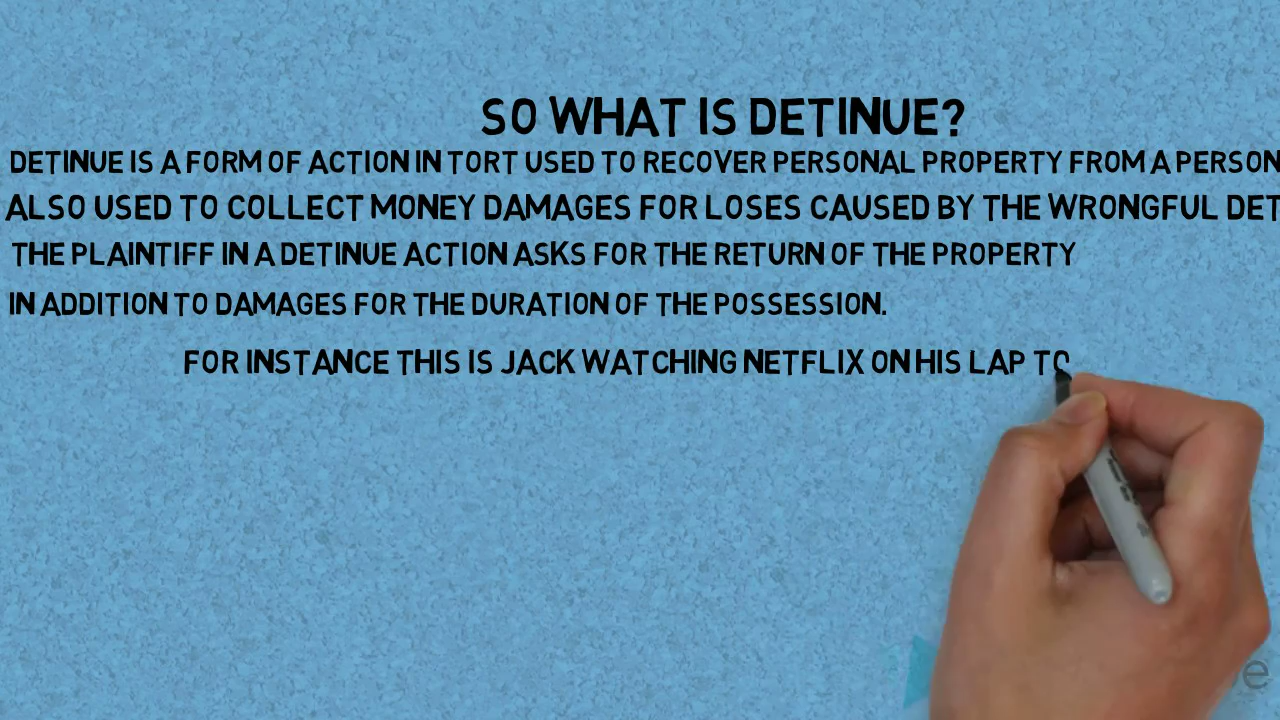 SO WHAT IS DETINUE?
DETINUE IS A FORM OF ACTION IN TORT USED TO RECOVER PERSONAL PROPERTY FROM A PERSON
ALSO USED TO COLLECT MONEY DAMAGES FOR LOSES CAUSED BY THE WRONGFUL DET
THE PLAINTIFF IN A DETINUE ACTION ASKS FOR THE RETURN OF THE PROPERTY
IN ADDITION TO DAMAGES FOR THE DURATION OF THE POSSESSION.
FOR INSTANCE THIS IS JACK WATCHING NETFLIX ON HIS LAP TO